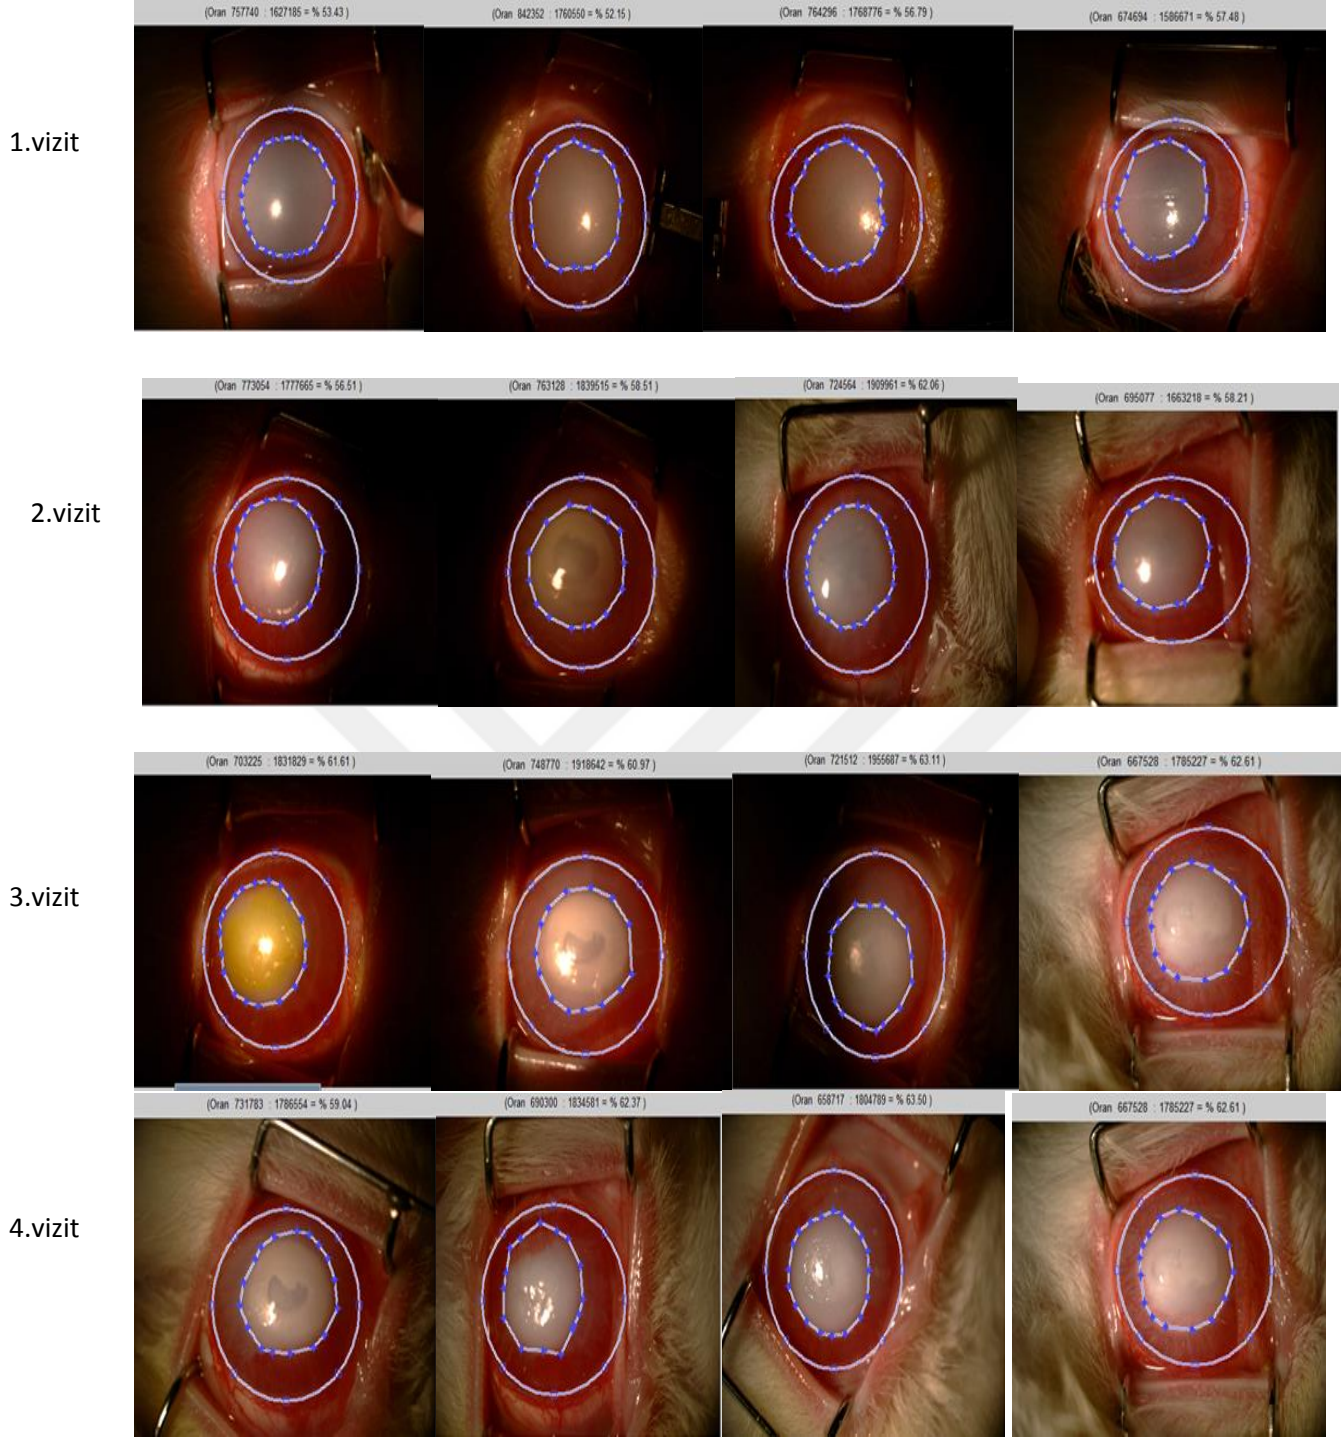 (Oran 757740 : 1627185 = % 53.43)
(Oran 842352 : 1760550 = % 52.15)
(Oran 764296 : 1768776 = % 56.79)
(Oran 674694 : 1586671 = % 57.48)
1.vizit
(Oran 773054 : 1777665 = % 56.51)
(Oran 763128 : 1839515 = % 58.51)
(Oran 724564 : 1909961 = % 62.06)
(Oran 695077 : 1663218 = % 58.21)
2.vizit
(Oran 703225 : 1831829 = % 61.61)
(Oran 748770 : 1918642 = % 60.97)
(Oran 721512 : 1955687 = % 63.11)
(Oran 667528 : 1785227 = % 62.61)
3.vizit
(Oran 731783 : 1786554 = % 59.04)
(Oran 690300 : 1834581 = % 62.37)
(Oran 658717 : 1804789 = % 63.50)
(Oran 667528 : 1785227 = % 62.61)
4.vizit